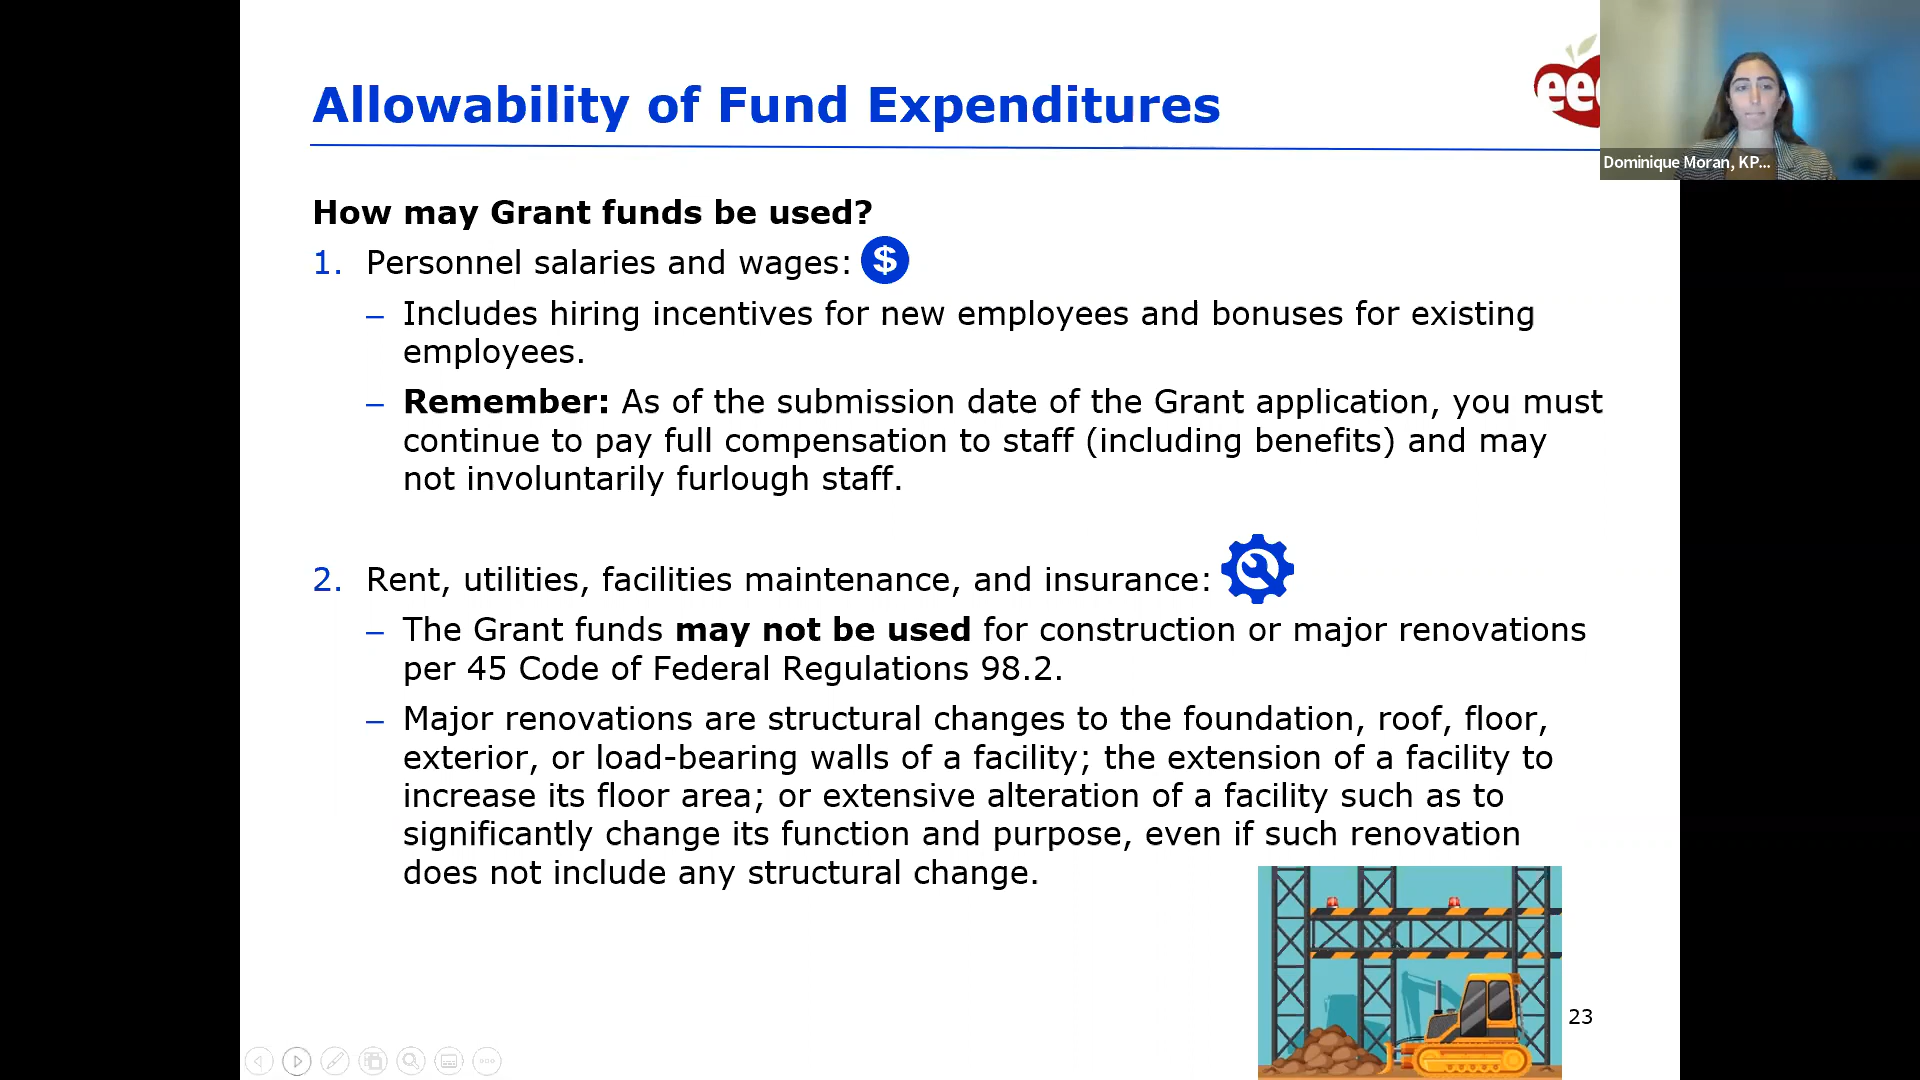 Allowability of Fund Expenditures
Dominique Moran, KP...
How may Grant funds be used?
1. Personnel salaries and wages: $
– Includes hiring incentives for new employees and bonuses for existing
employees.
– Remember: As of the submission date of the Grant application, you must
continue to pay full compensation to staff (including benefits) and may
not involuntarily furlough staff.
2. Rent, utilities, facilities maintenance, and insurance:
– The Grant funds may not be used for construction or major renovations
per 45 Code of Federal Regulations 98.2.
– Major renovations are structural changes to the foundation, roof, floor,
exterior, or load-bearing walls of a facility; the extension of a facility to
increase its floor area; or extensive alteration of a facility such as to
significantly change its function and purpose, even if such renovation
does not include any structural change.
23